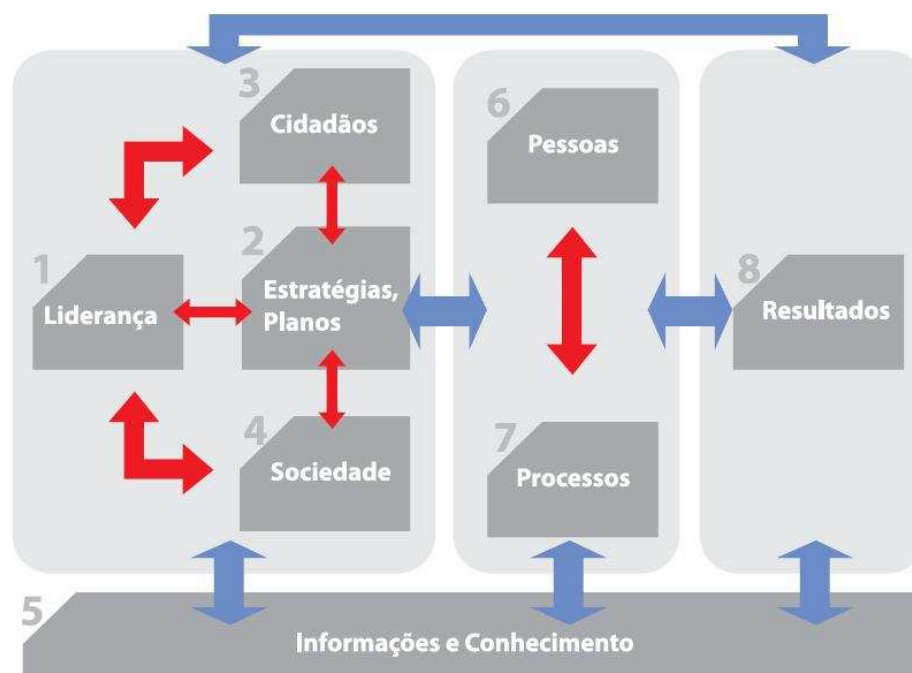 3
Cidadãos
6
Pessoas
1
Liderança
2
Estratégias,
Planos
8
Resultados
4
Sociedade
7
Processos
5
Informações e Conhecimento